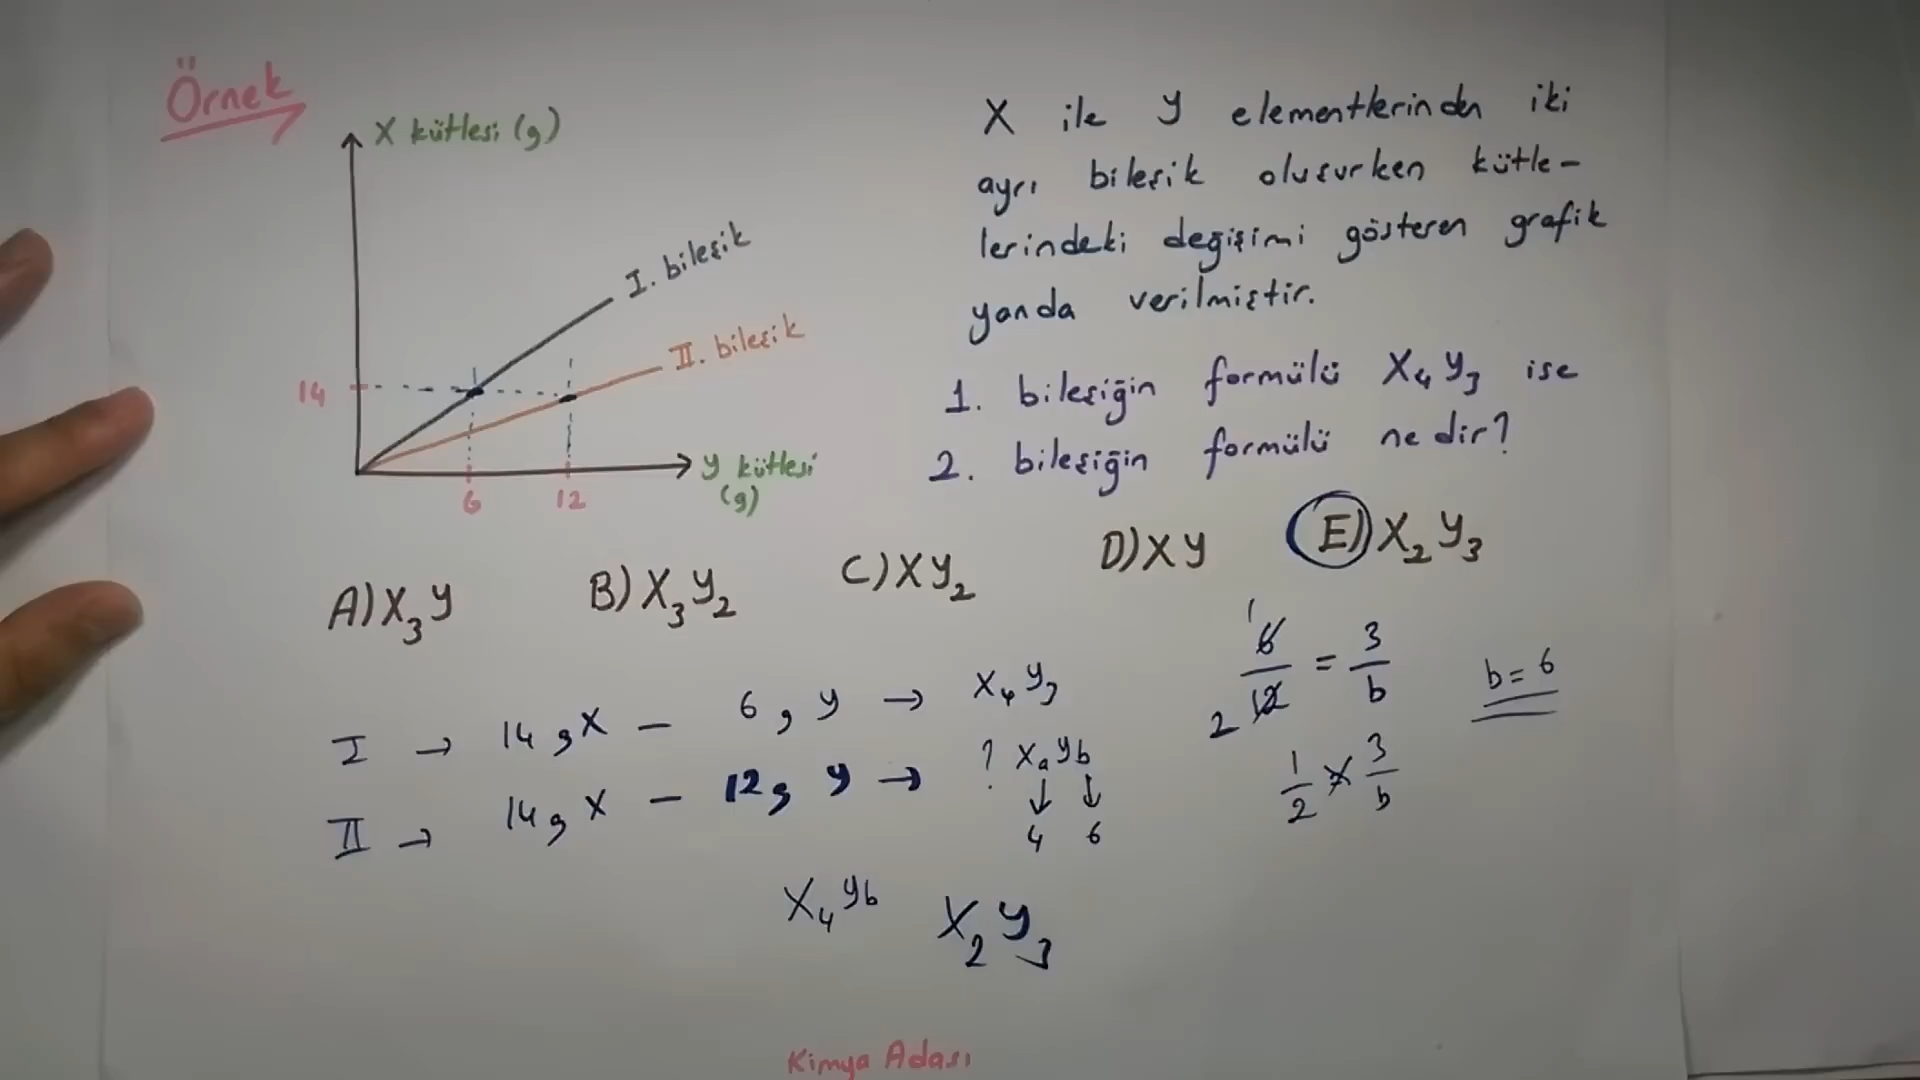 Örnek
X kütlesi (g)
I. bileşik
II. bileşik
14
6
12
y kütlesi
(g)
X ile y elementlerinden iki
ayrı bileşik oluşurken kütle-
lerindeki değişimi gösteren grafik
yanda verilmiştir.
1. bileşiğin formülü X₄y₃ ise
2. bileşiğin formülü nedir?
A) X₃y
B) X₃y₂
C) Xy₂
D) Xy
E) X₂y₃
I → 14 g X - 6 g y → X₄y₃
II → 14 g X - 12 g y → ? Xₐyb
↓ ↓
4 6
1
6/12 = 3/b
2
b = 6
1/2 × 3/b
X₄y₆ X₂y₃
Kimya Adası